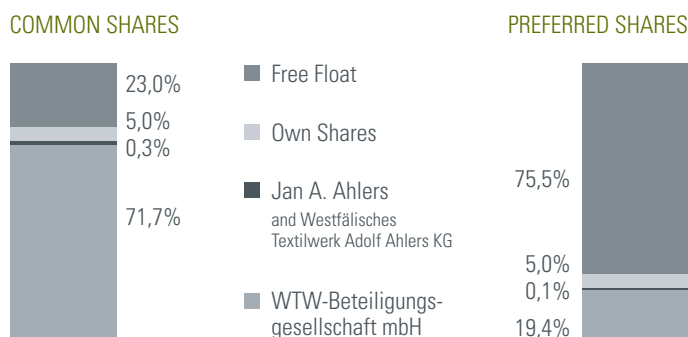 COMMON SHARES
23,0%
5,0%
0,3%
71,7%
Free Float
Own Shares
Jan A. Ahlers
and Westfälisches
Textilwerk Adolf Ahlers KG
WTW-Beteiligungs-
gesellschaft mbH
PREFERRED SHARES
75,5%
5,0%
0,1%
19,4%